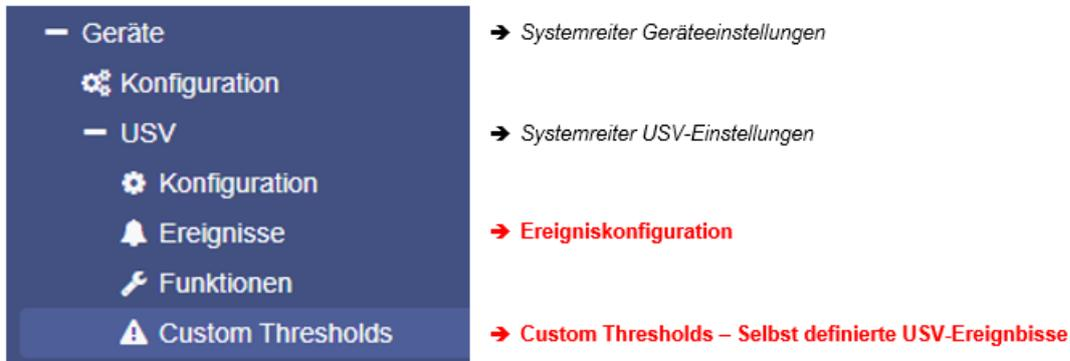 Geräte
➔ Systemreiter Geräteeinstellungen
Konfiguration
USV
➔ Systemreiter USV-Einstellungen
Konfiguration
Ereignisse
➔ Ereigniskonfiguration
Funktionen
Custom Thresholds
➔ Custom Thresholds – Selbst definierte USV-Ereignbisse